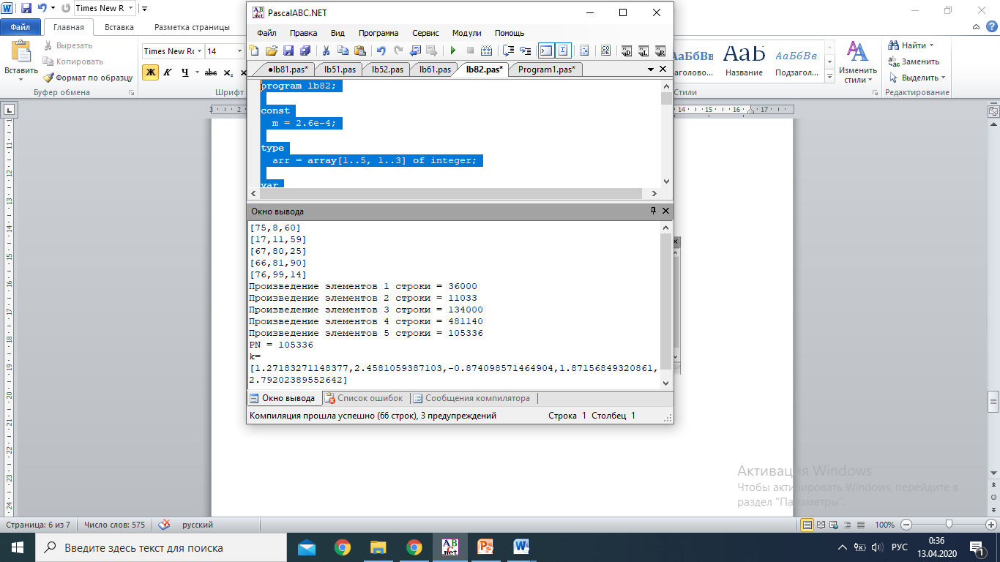 PascalABC.NET
Times New R
Файл Главная Вставка Разметка страницы
Файл Правка Вид Программа Сервис Модули Помощь
Вырезать
Копировать
Формат по образцу
Вставить
Буфер обмена
Times New Ro 14
Ж К Ч abc x₂ x
Шрифт
•lb81.pas* lb51.pas lb52.pas lb61.pas lb82.pas* Program1.pas*
АаБбВв АаБ АаБбВв.
Название Подзагол...
Изменить стили
Стили
Найти
Заменить
Выделить
Редактирование
program lb82;
const
m = 2.6e-4;
type
arr = array[1..5, 1..3] of integer;
var
Окно вывода
[75,8,60]
[17,11,59]
[67,80,25]
[66,81,90]
[76,99,14]
Произведение элементов 1 строки = 36000
Произведение элементов 2 строки = 11033
Произведение элементов 3 строки = 134000
Произведение элементов 4 строки = 481140
Произведение элементов 5 строки = 105336
PN = 105336
k=
[1.27183271148377,2.4581059387103,-0.874098571464904,1.87156849320861,
2.79202389552642]
Окно вывода Список ошибок Сообщения компилятора
Компиляция прошла успешно (66 строк), 3 предупреждений Строка 1 Столбец 1
Активация Windows
Чтобы активировать Windows, перейдите в
раздел "Параметры".
Страница: 6 из 7 Число слов: 575 русский 100%
Введите здесь текст для поиска
РУС
0:36
13.04.2020